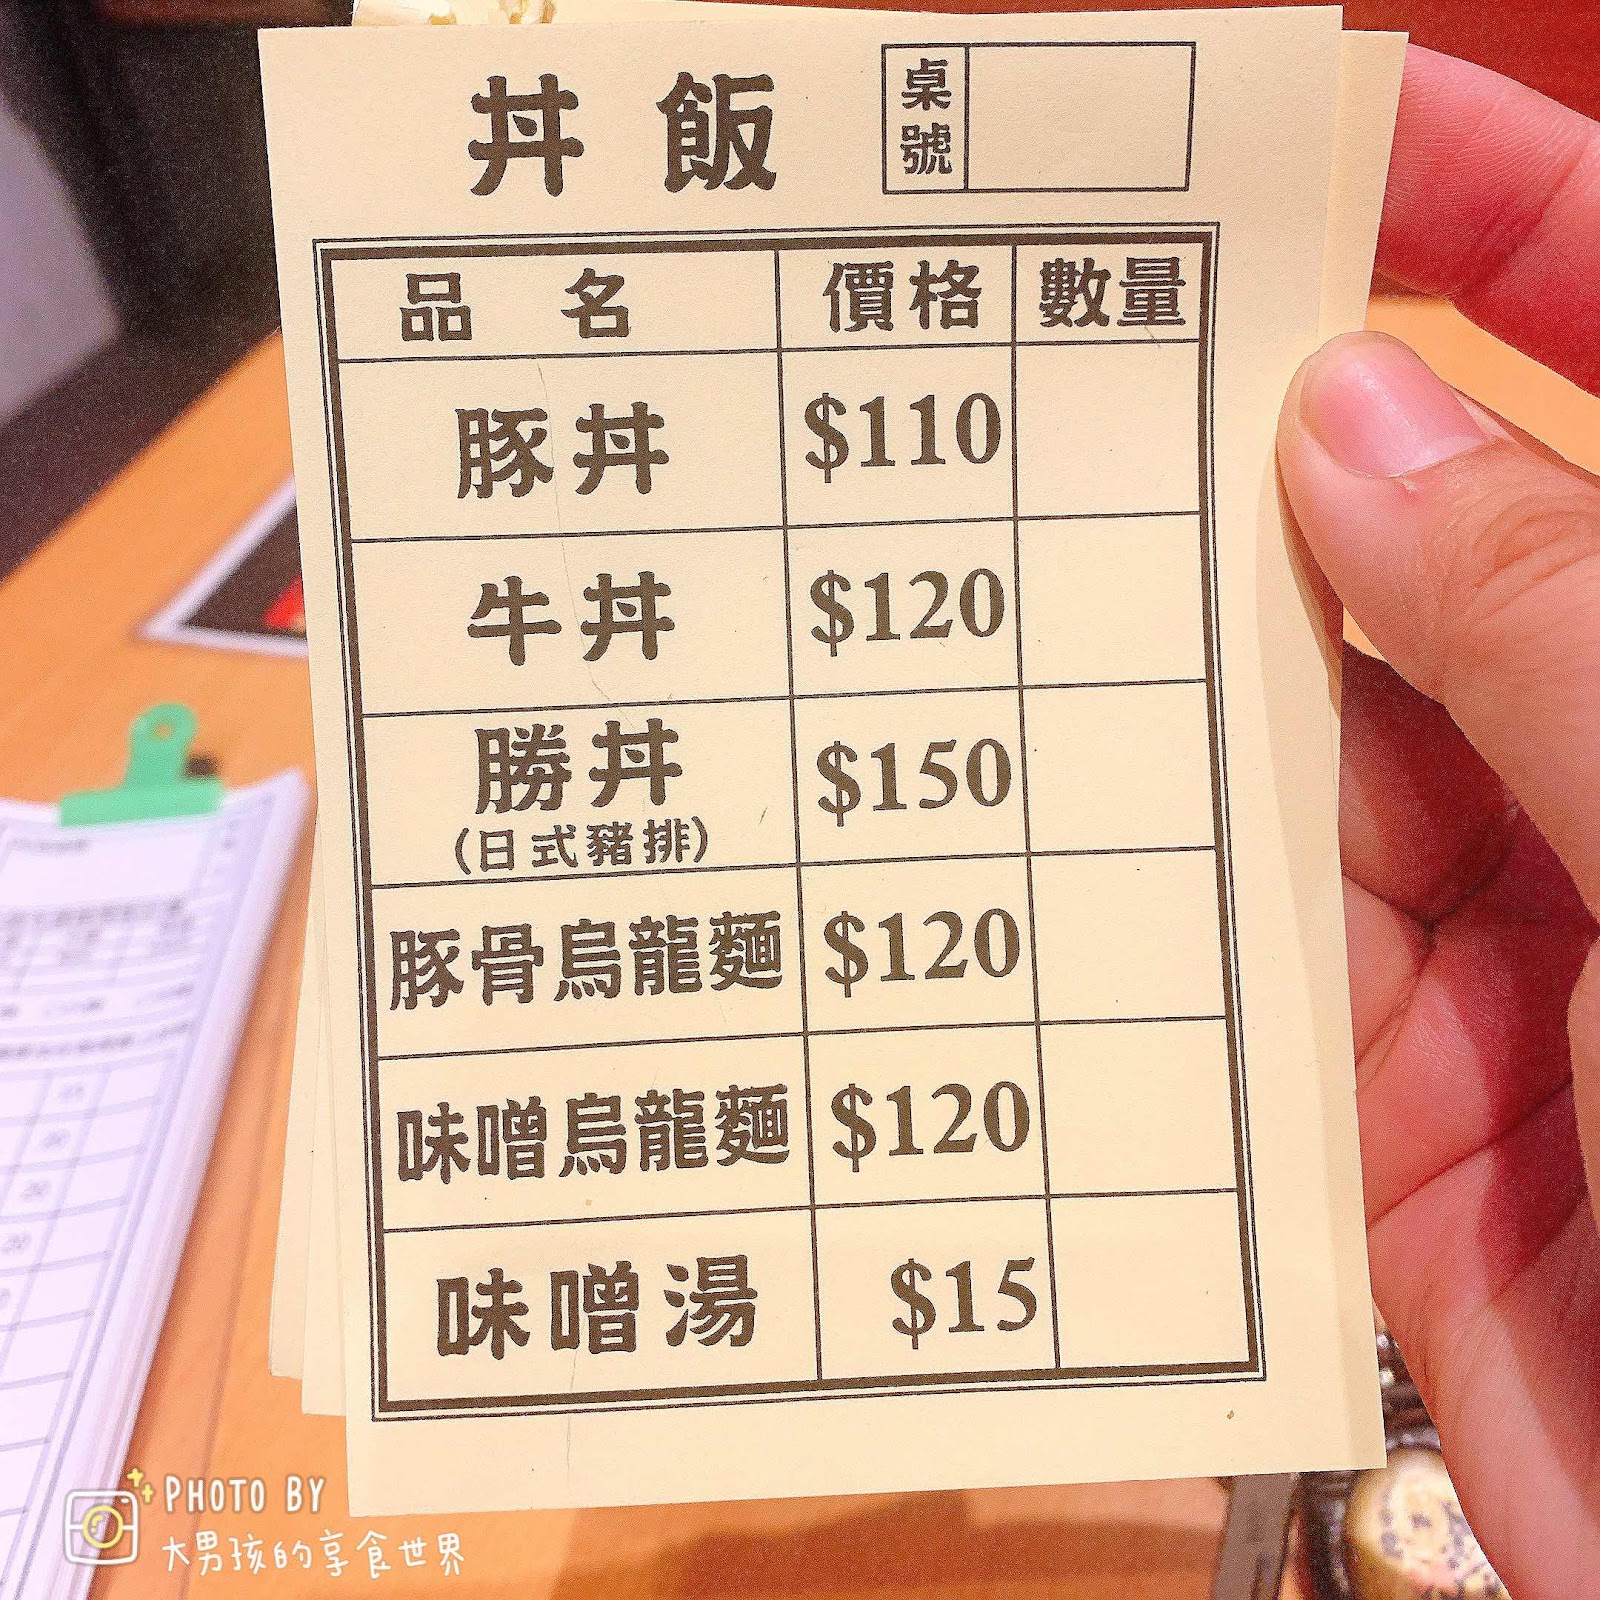 丼飯
桌號
品名 價格 數量
豚丼 $110
牛丼 $120
勝丼 $150
(日式豬排)
豚骨烏龍麵 $120
味噌烏龍麵 $120
味噌湯 $15
PHOTO BY
大男孩的享食世界